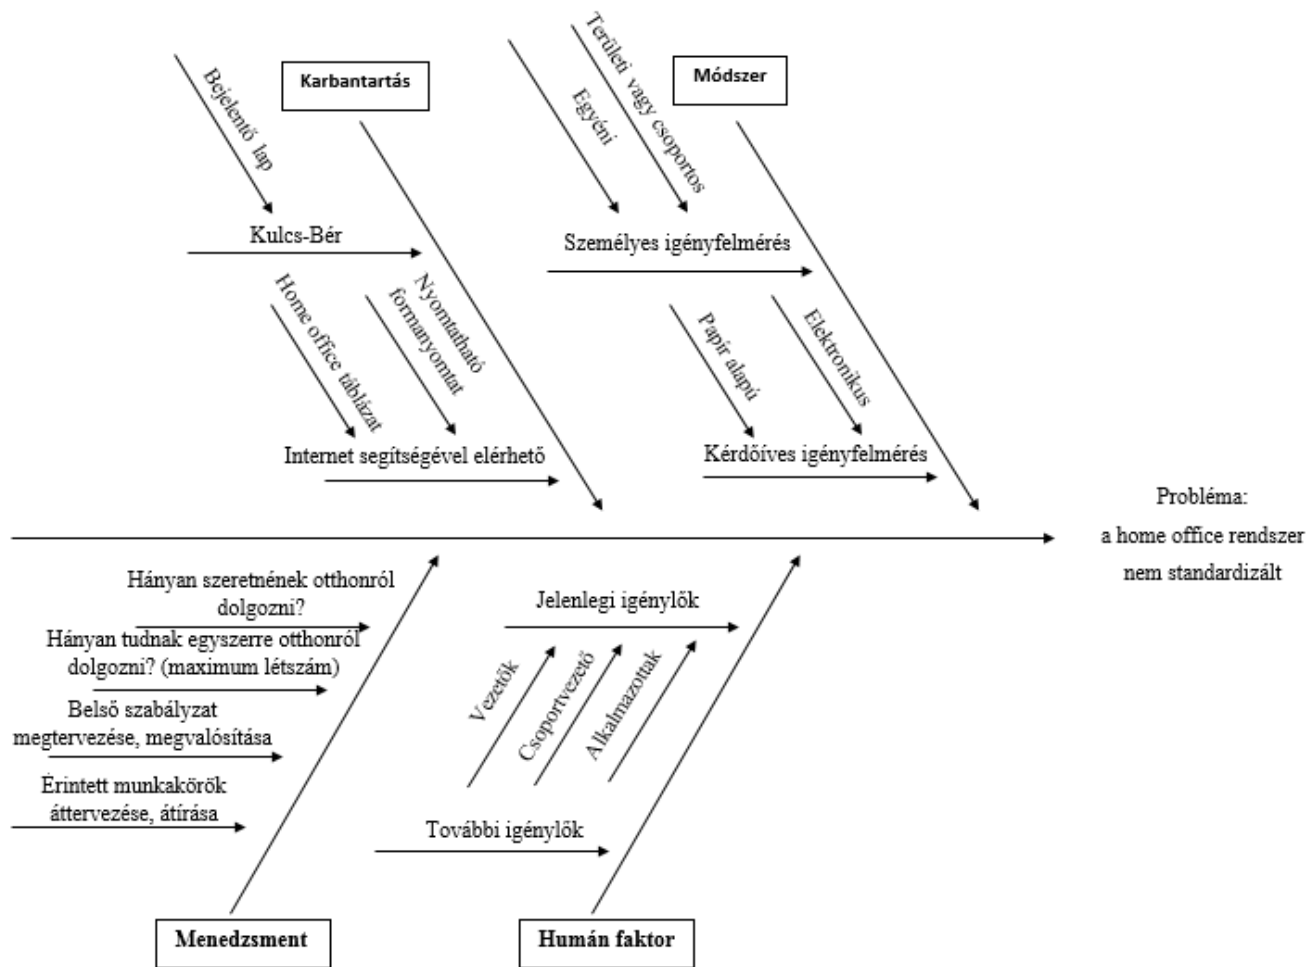 Karbantartás
Módszer
Bejelentő lap
Egyéni
Területi vagy csoportos
Kulcs-Bér
Személyes igényfelmérés
Home office táblázat
Nyomtatható
formanyomtat
Papír alapú
Elektronikus
Internet segítségével elérhető
Kérdőíves igényfelmérés
Probléma:
a home office rendszer
nem standardizált
Hányan szeretnének otthonról
dolgozni?
Hányan tudnak egyszerre otthonról
dolgozni? (maximum létszám)
Belső szabályzat
megtervezése, megvalósítása
Érintett munkakörök
áttervezése, átírása
Jelenlegi igénylők
Vezetők
Csoportvezető
Alkalmazottak
További igénylők
Menedzsment
Humán faktor